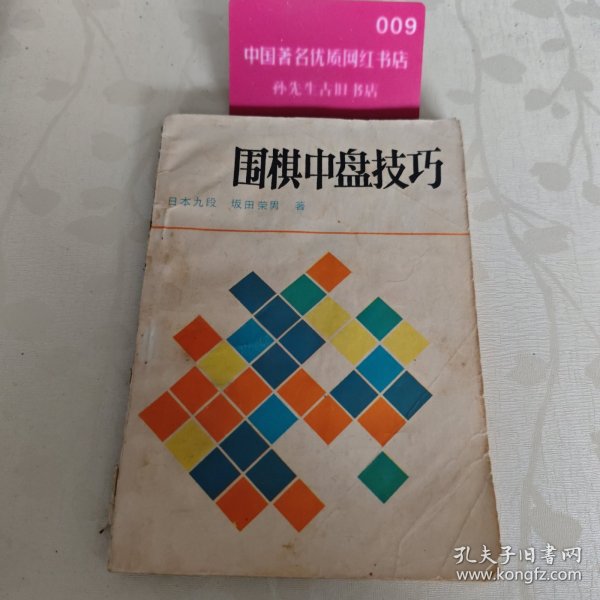 009
中国著名优质网红书店
孙先生古旧书店
围棋中盘技巧
日本九段 坂田荣男 著
孔夫子旧书网
www.kongfz.com